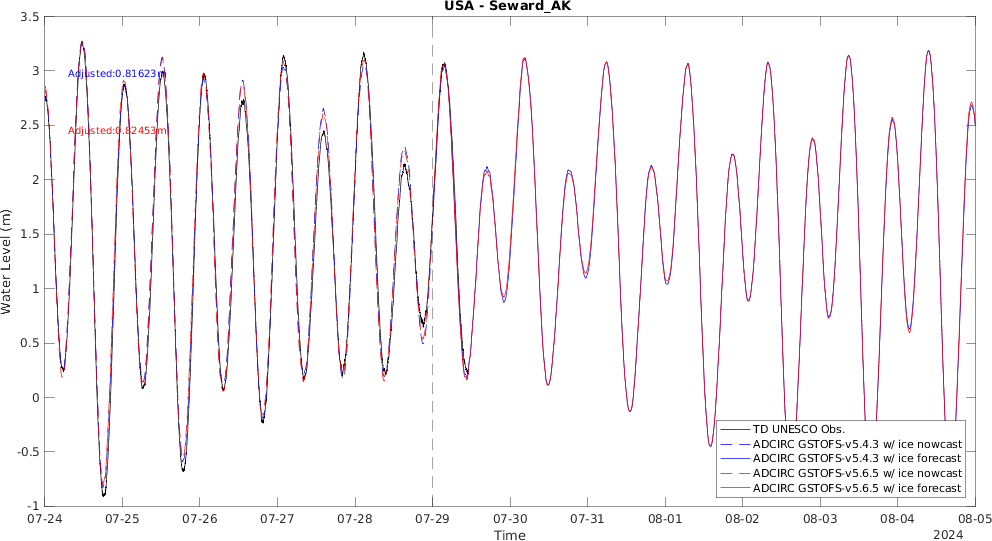 USA - Seward_AK
3.5
3
2.5
2
1.5
1
0.5
0
-0.5
-1
Water Level (m)
Adjusted:0.81623m
Adjusted:0.82453m
TD UNESCO Obs.
ADCIRC GSTOFS-v5.4.3 w/ ice nowcast
ADCIRC GSTOFS-v5.4.3 w/ ice forecast
ADCIRC GSTOFS-v5.6.5 w/ ice nowcast
ADCIRC GSTOFS-v5.6.5 w/ ice forecast
07-24 07-25 07-26 07-27 07-28 07-29 07-30 07-31 08-01 08-02 08-03 08-04 08-05
Time
2024